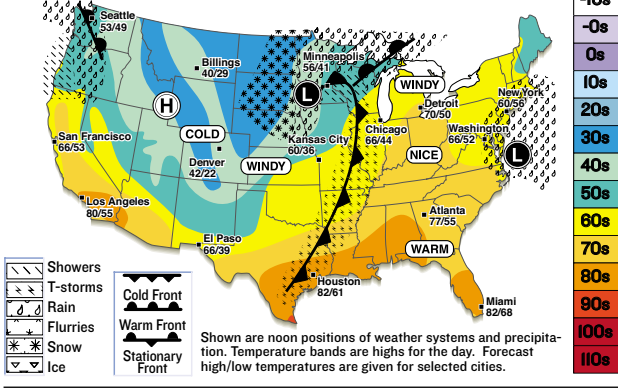 Seattle
53/49
Billings
40/29
Minneapolis
56/41
L
WINDY
H
COLD
Detroit
70/50
New York
60/56
San Francisco
66/53
Kansas City
60/36
Chicago
66/44
Washington
66/52
Denver
42/22
WINDY
NICE
L
Los Angeles
80/55
Atlanta
77/55
El Paso
66/39
WARM
Houston
82/61
Miami
82/68
Showers
T-storms
Rain
Flurries
Snow
Ice
Cold Front
Warm Front
Stationary
Front
Shown are noon positions of weather systems and precipita-
tion. Temperature bands are highs for the day. Forecast
high/low temperatures are given for selected cities.
-10s
-0s
0s
10s
20s
30s
40s
50s
60s
70s
80s
90s
100s
110s